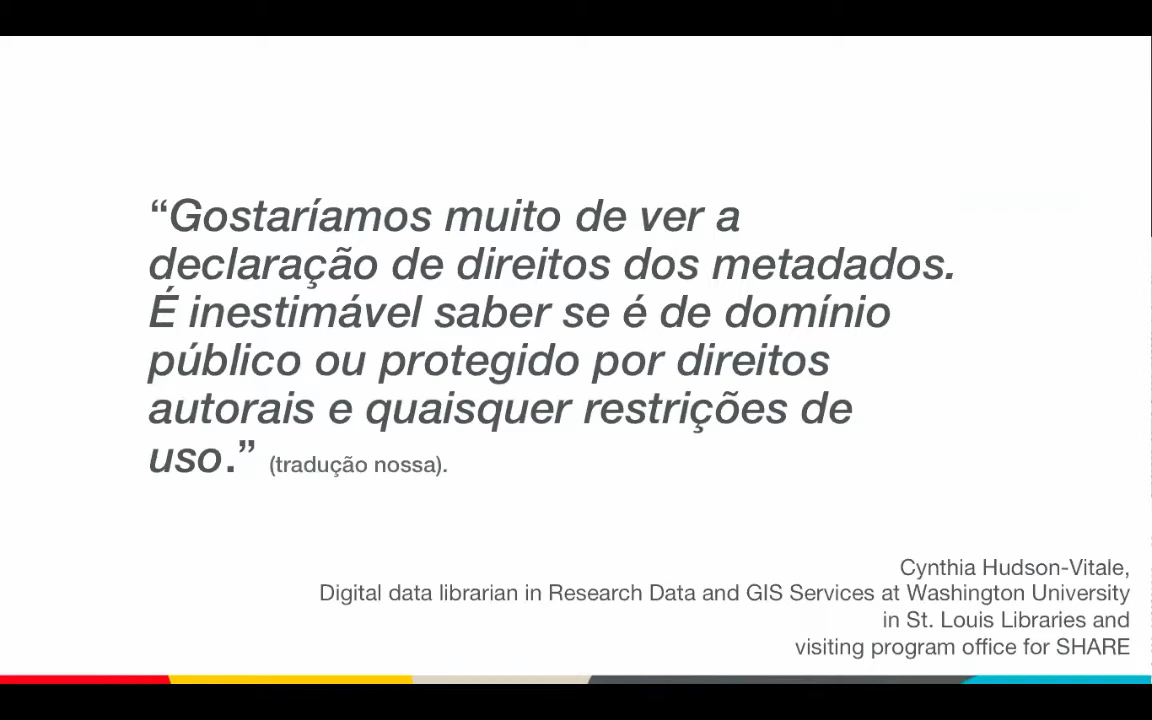 “Gostaríamos muito de ver a
declaração de direitos dos metadados.
É inestimável saber se é de domínio
público ou protegido por direitos
autorais e quaisquer restrições de
uso.” (tradução nossa).
Cynthia Hudson-Vitale,
Digital data librarian in Research Data and GIS Services at Washington University
in St. Louis Libraries and
visiting program office for SHARE